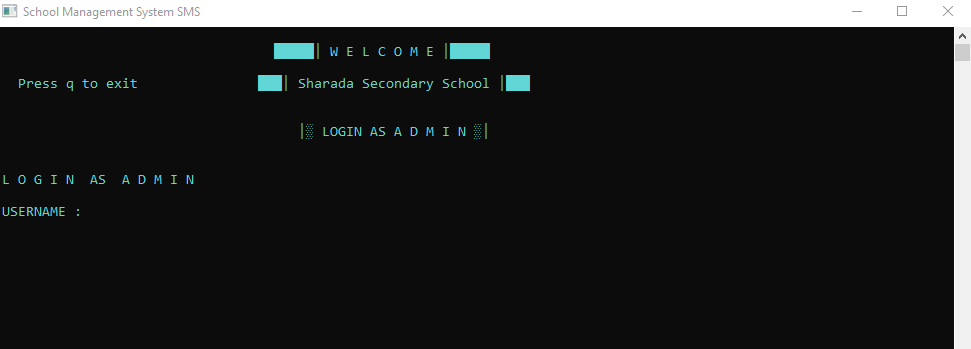 School Management System SMS
W E L C O M E
Press q to exit
Sharada Secondary School
LOGIN AS A D M I N
L O G I N AS A D M I N
USERNAME :